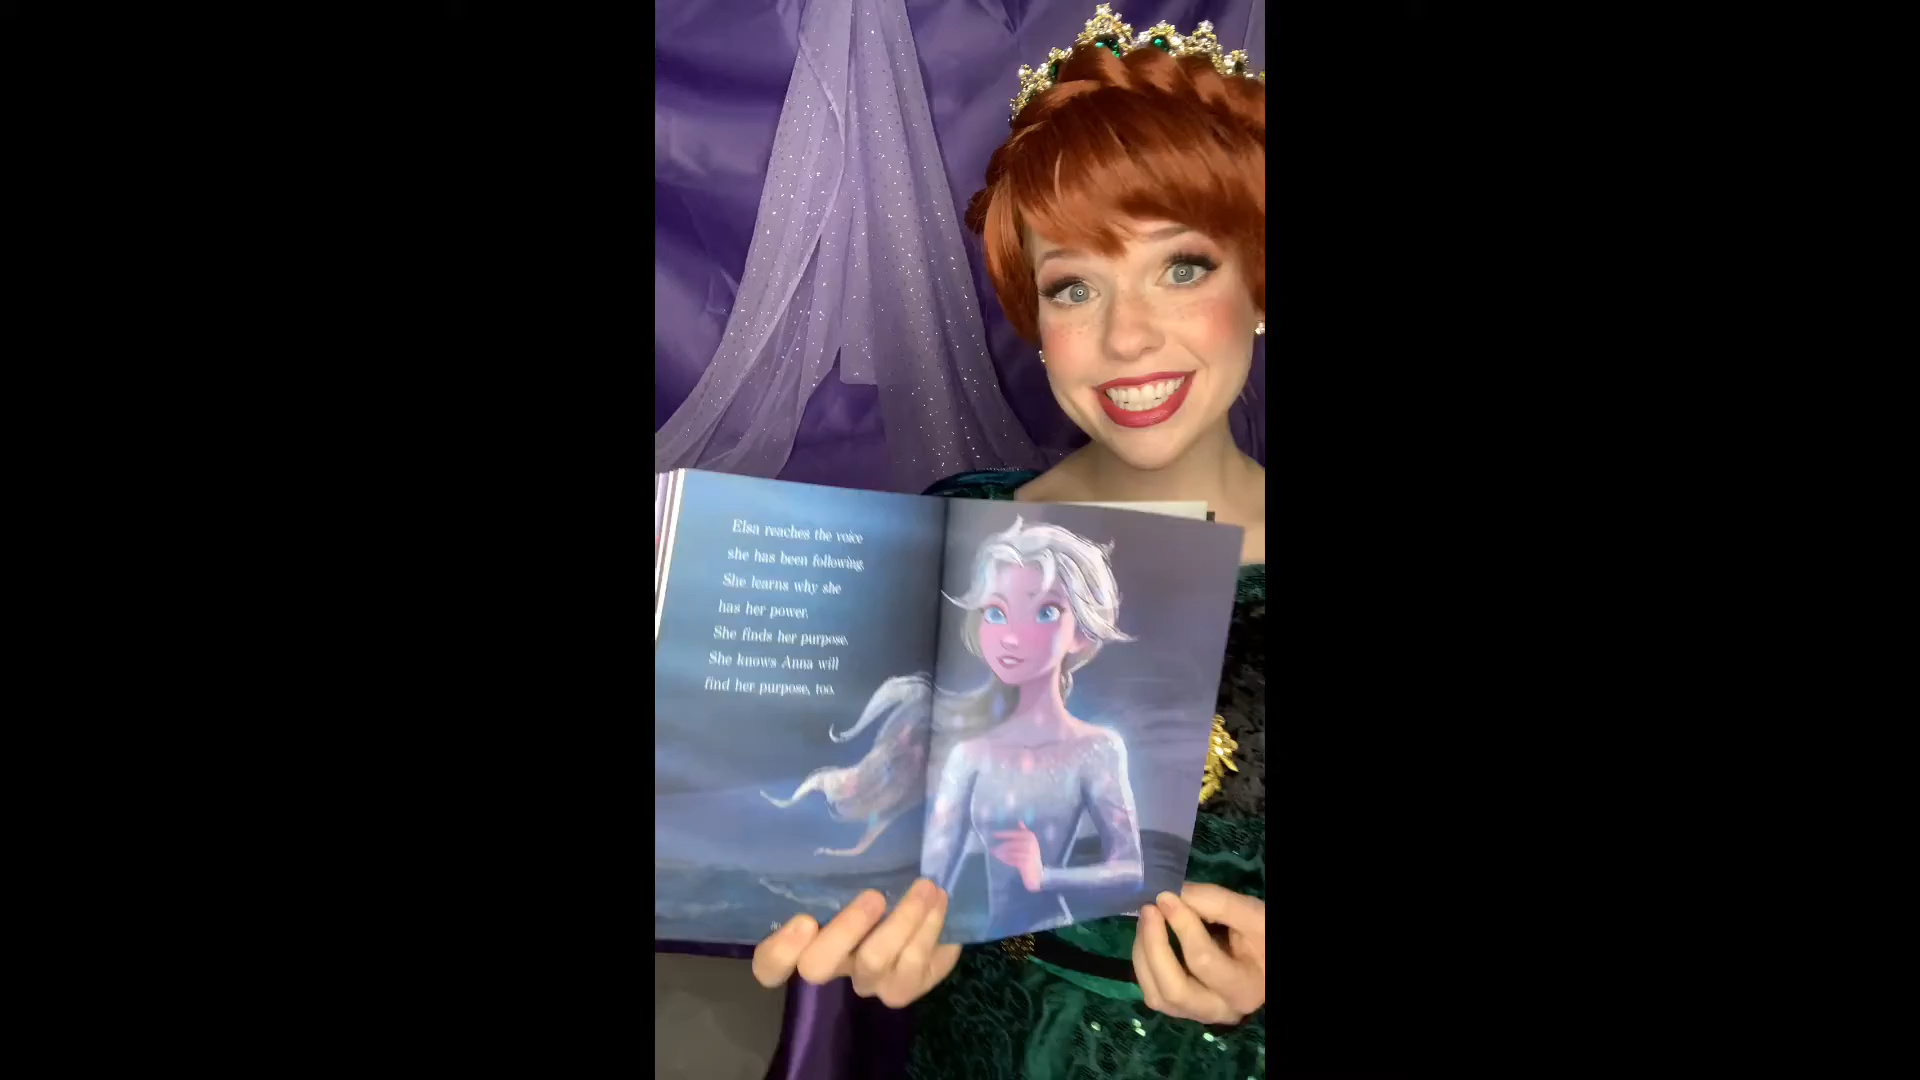 Elsa reaches the voice
she has been following.
She learns why she
has her power.
She finds her purpose.
She knows Anna will
find her purpose, too.